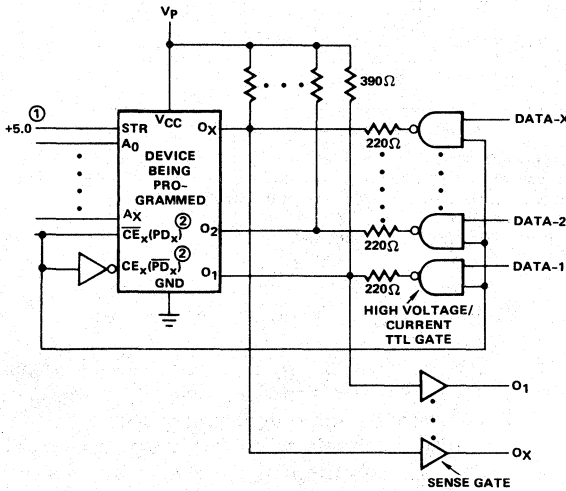 VP
390Ω
①
+5.0
STR
VCC
OX
A0
DEVICE
BEING
PRO-
GRAMMED
AX
CEX(PDX)②
CEX(PDX)②
GND
O2
O1
220Ω
DATA-X
220Ω
DATA-2
220Ω
DATA-1
HIGH VOLTAGE/
CURRENT
TTL GATE
O1
OX
SENSE GATE